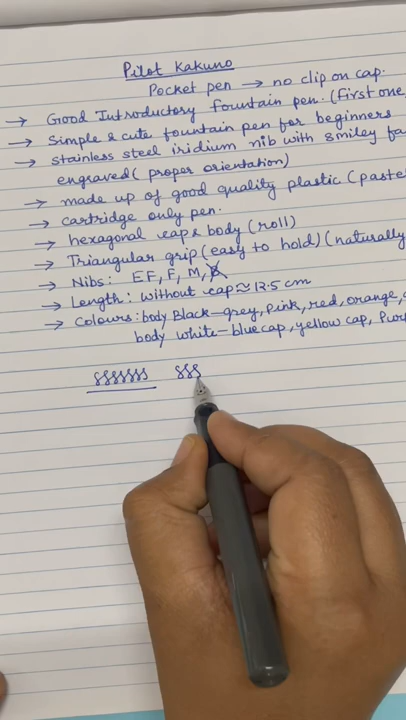 Pilot Kakuno
Pocket pen → no clip on cap.
→ Good Introductory fountain pen. (first one
→ Simple & cute fountain pen for beginners
→ stainless steel iridium nib with smiley fa
engraved (proper orientation)
→ made up of good quality plastic (paste
→ cartridge only pen.
→ hexagonal cap & body (roll)
→ Triangular grip (easy to hold) (naturally
→ Nibs: EF, F, M, B
→ Length: without cap ≈ 12.5 cm
→ Colours: body Black - grey, pink, red, orange,
body white - blue cap, yellow cap, Pur
sssssss sss